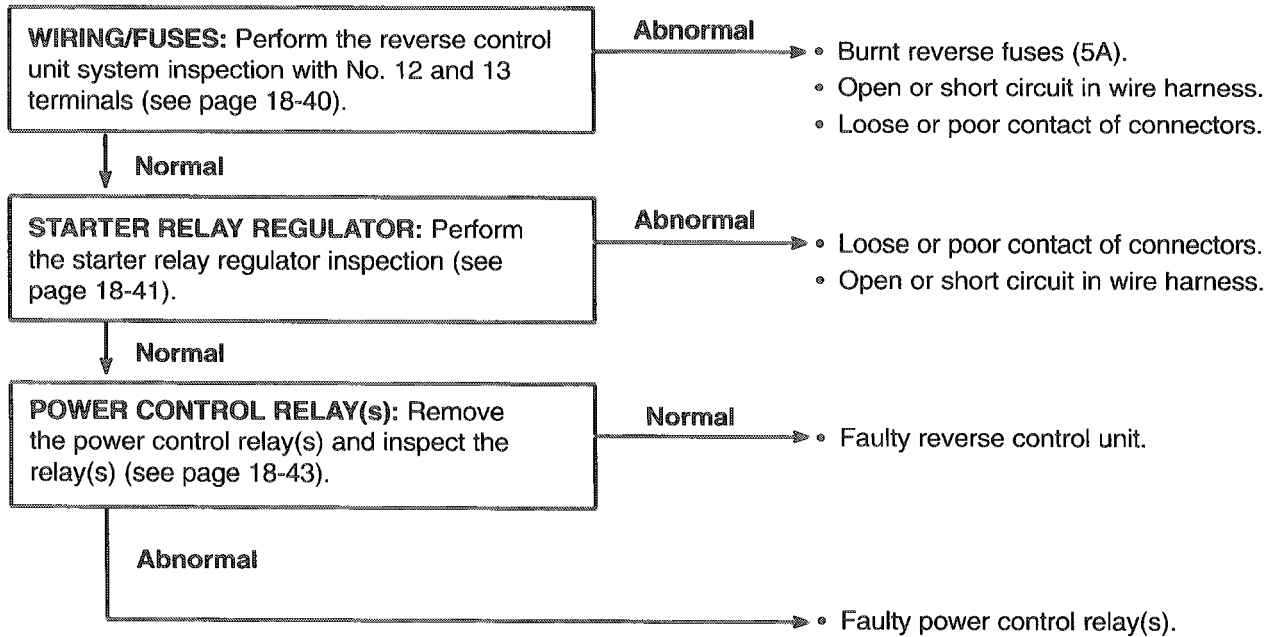 WIRING/FUSES: Perform the reverse control
unit system inspection with No. 12 and 13
terminals (see page 18-40).
Abnormal
• Burnt reverse fuses (5A).
• Open or short circuit in wire harness.
• Loose or poor contact of connectors.
Normal
STARTER RELAY REGULATOR: Perform
the starter relay regulator inspection (see
page 18-41).
Abnormal
• Loose or poor contact of connectors.
• Open or short circuit in wire harness.
Normal
POWER CONTROL RELAY(s): Remove
the power control relay(s) and inspect the
relay(s) (see page 18-43).
Normal
• Faulty reverse control unit.
Abnormal
• Faulty power control relay(s).